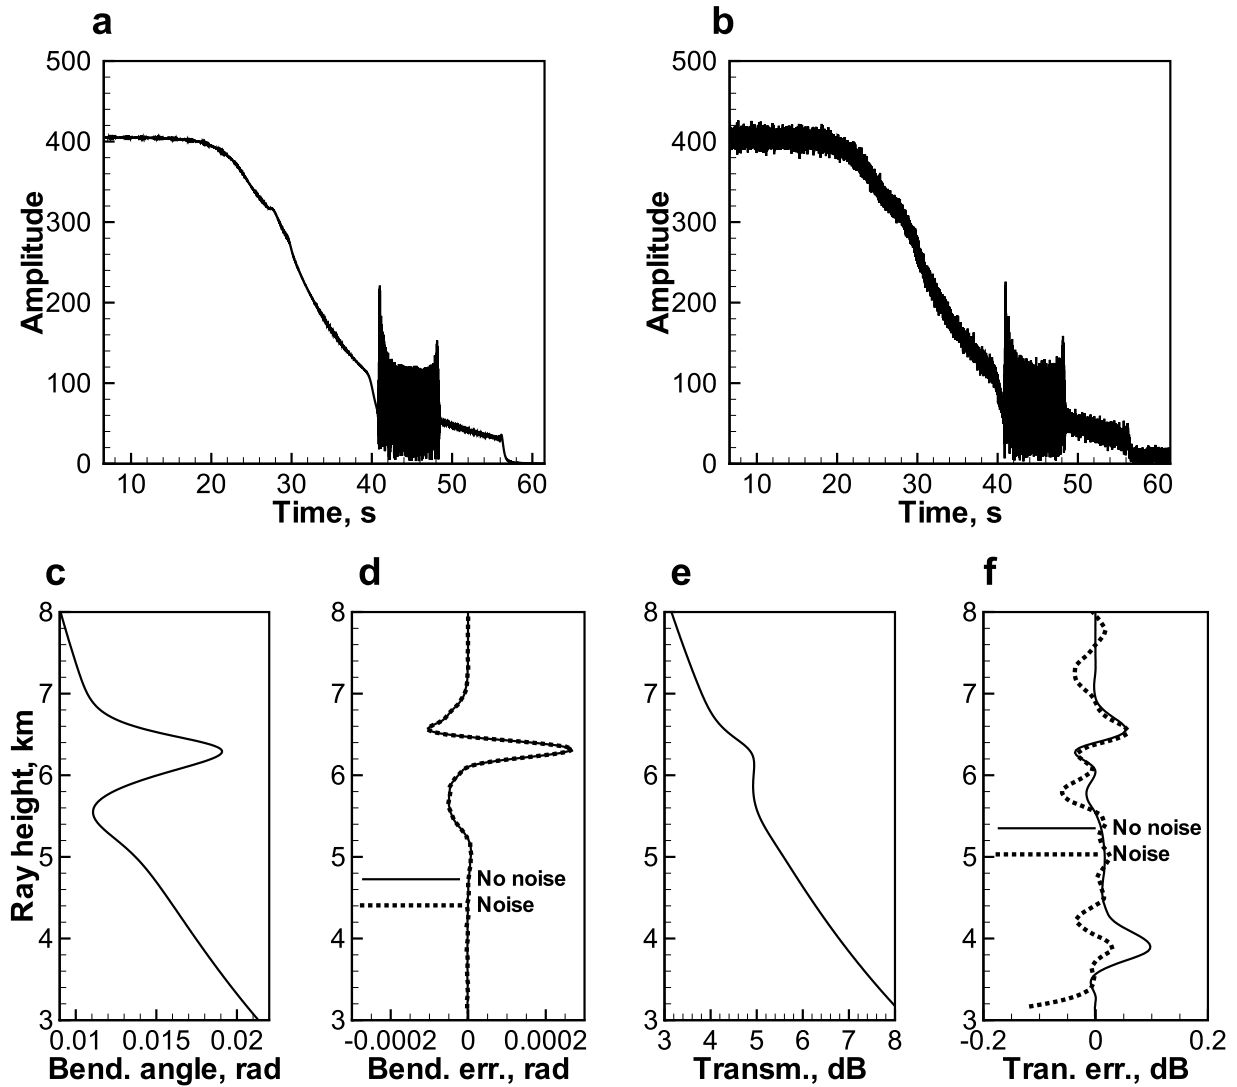 a
b
500
400
300
200
100
0
Amplitude
10 20 30 40 50 60
Time, s
500
400
300
200
100
0
Amplitude
10 20 30 40 50 60
Time, s
c
d
e
f
8
7
6
5
4
3
Ray height, km
0.01 0.015 0.02
Bend. angle, rad
8
7
6
5
4
3
No noise
Noise
-0.0002 0 0.0002
Bend. err., rad
8
7
6
5
4
3
3 4 5 6 7 8
Transm., dB
8
7
6
5
4
3
No noise
Noise
-0.2 0 0.2
Tran. err., dB